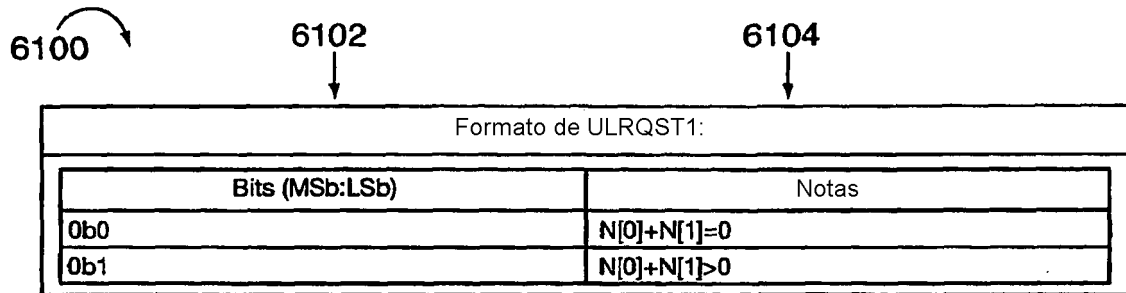 6100
6102
6104
Formato de ULRQST1:
Bits (MSb:LSb) Notas
0b0 N[0]+N[1]=0
0b1 N[0]+N[1]>0